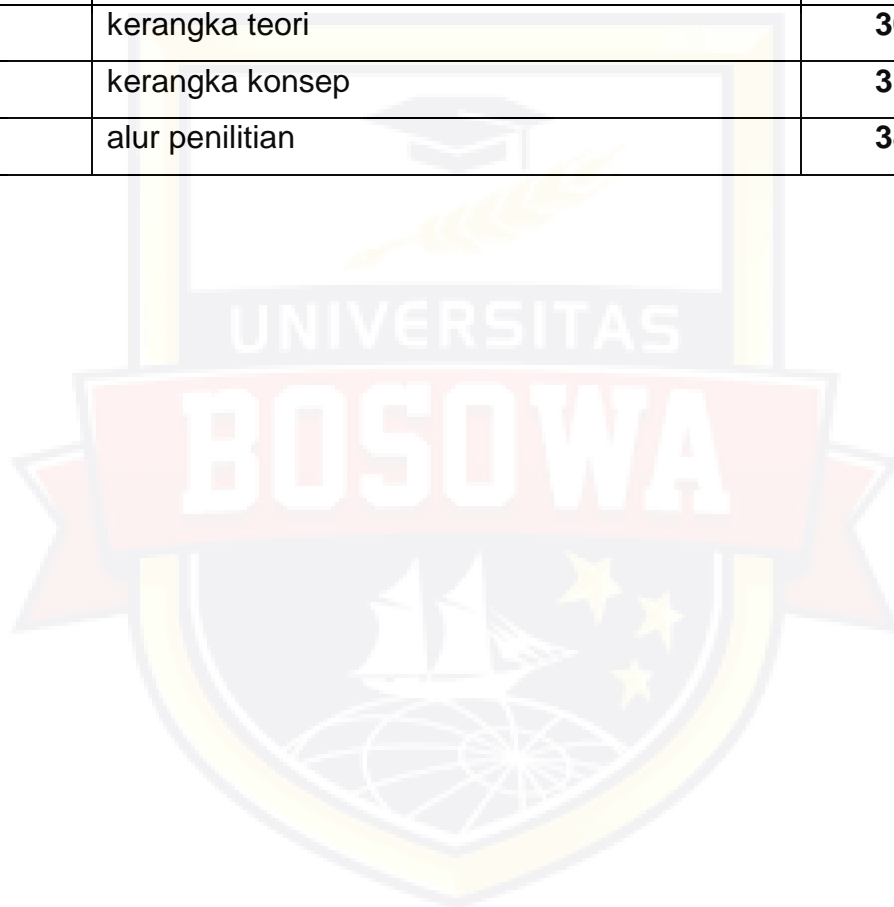 kerangka teori
kerangka konsep
alur penilitian
UNIVERSITAS
BOSOWA